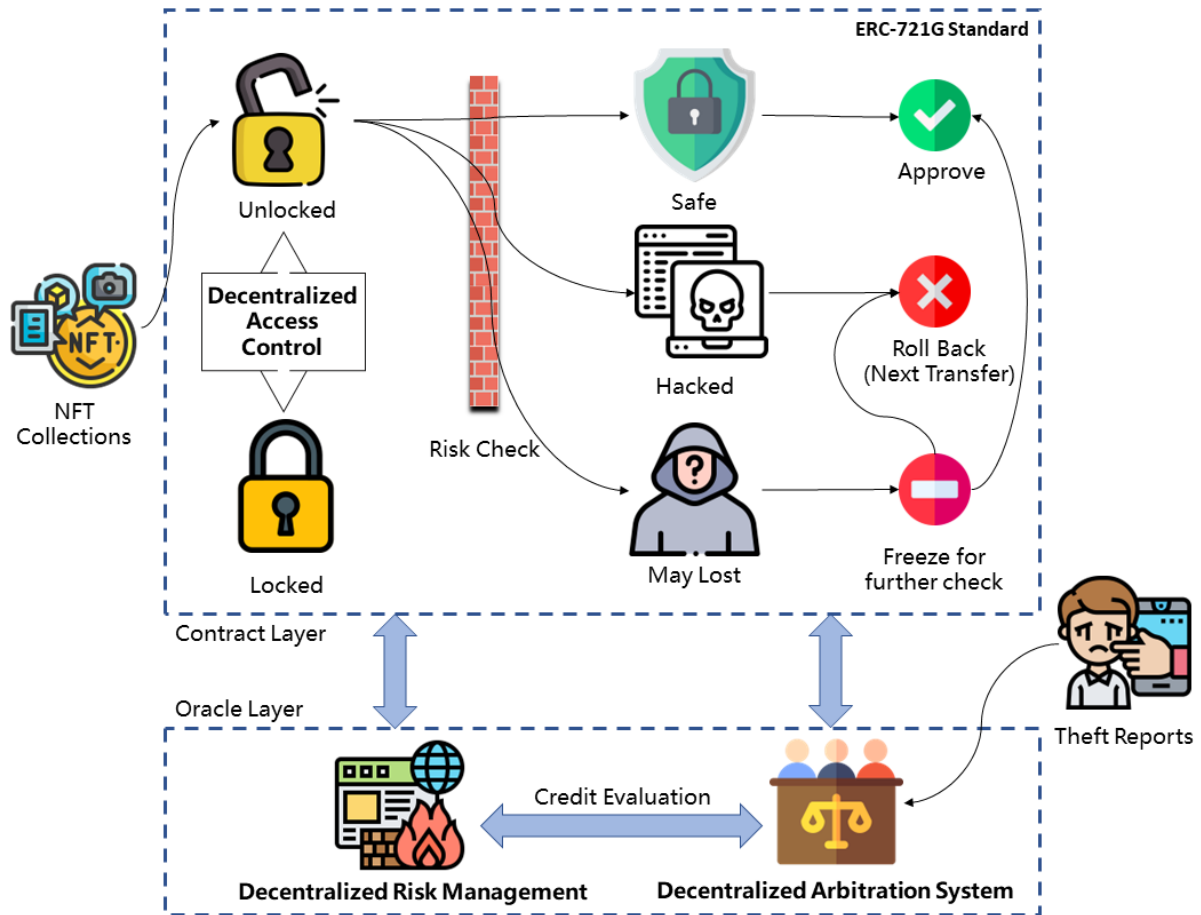 ERC-721G Standard
Unlocked
Safe
Approve
Decentralized
Access
Control
NFT
NFT
Collections
Risk Check
Hacked
Roll Back
(Next Transfer)
Locked
May Lost
Freeze for
further check
Contract Layer
Oracle Layer
Theft Reports
Credit Evaluation
Decentralized Risk Management
Decentralized Arbitration System
?